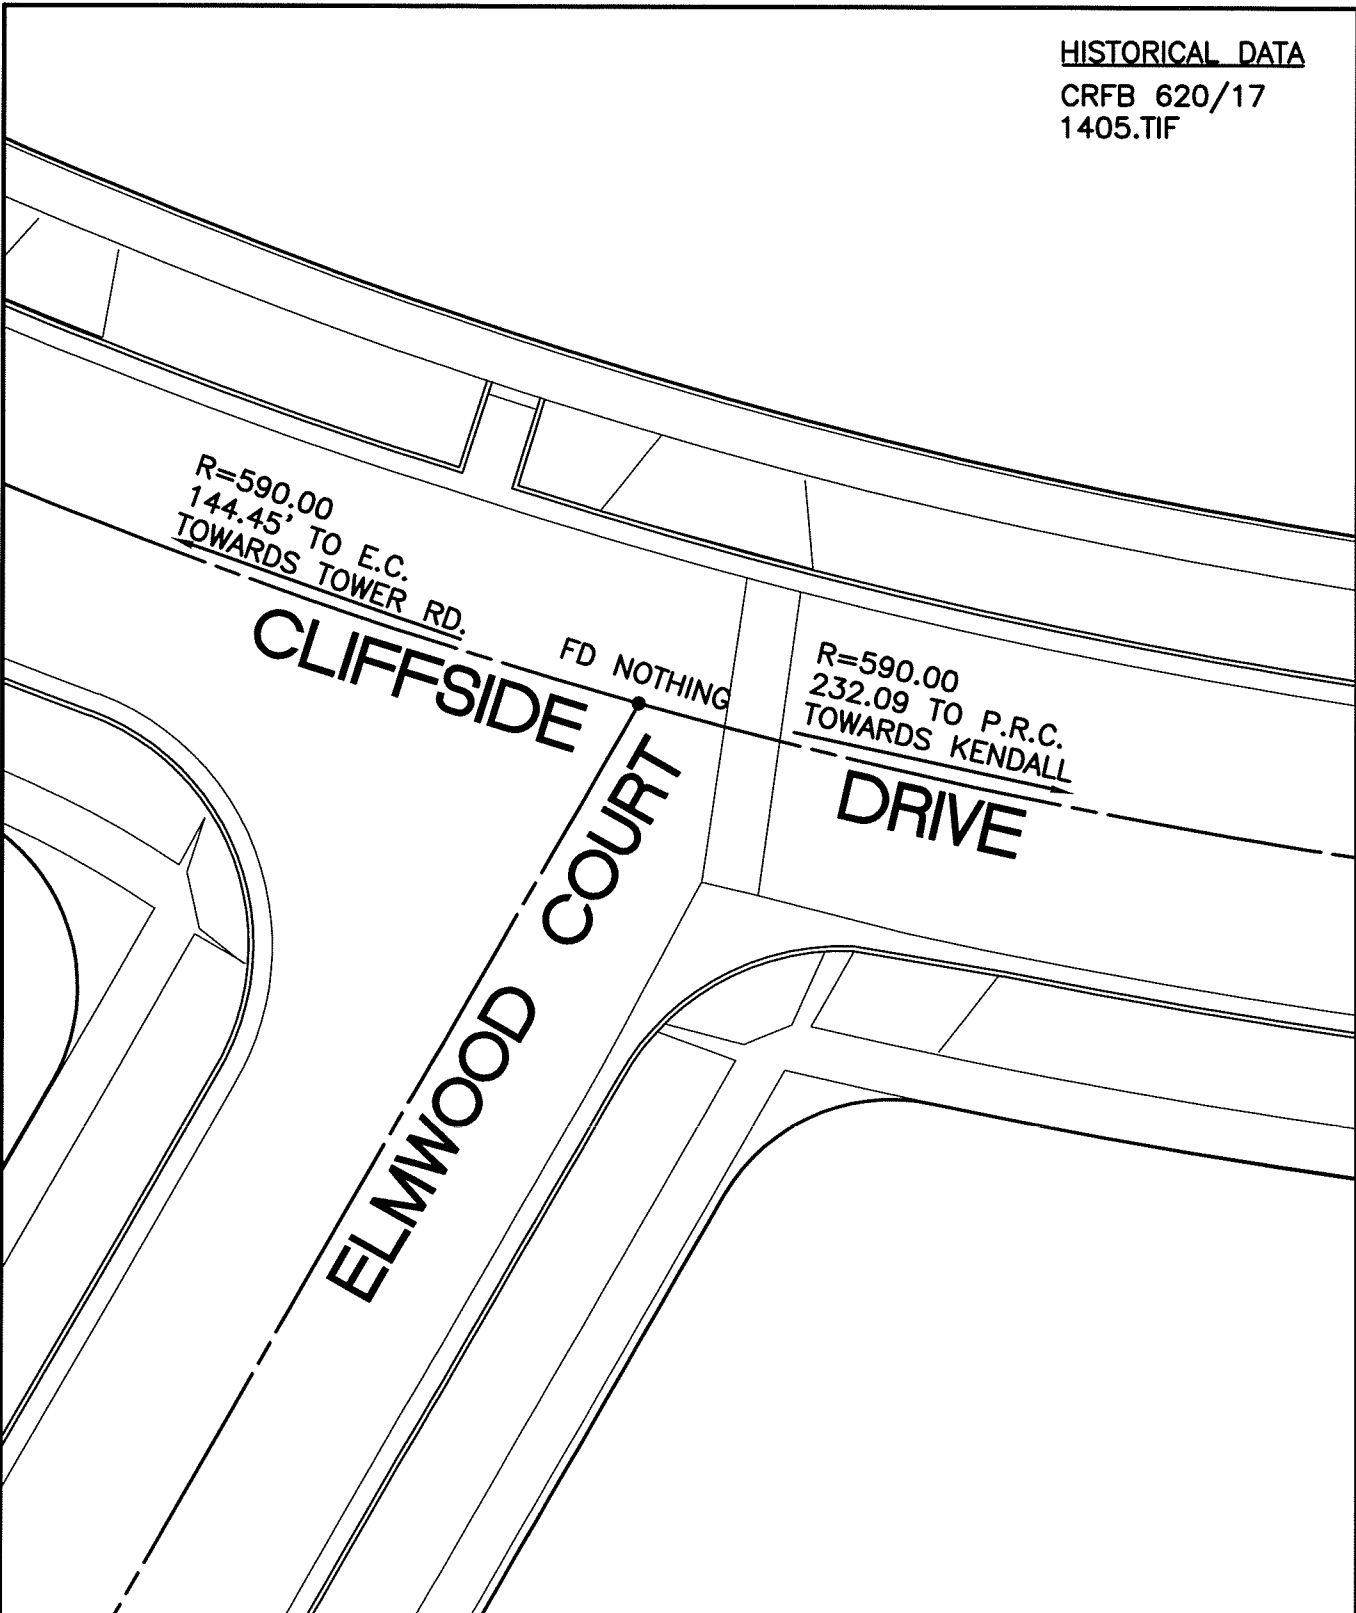 HISTORICAL DATA
CRFB 620/17
1405.TIF
R=590.00
144.45' TO E.C.
TOWARDS TOWER RD.
CLIFFSIDE
FD NOTHING
R=590.00
232.09 TO P.R.C.
TOWARDS KENDALL
DRIVE
ELMWOOD COURT